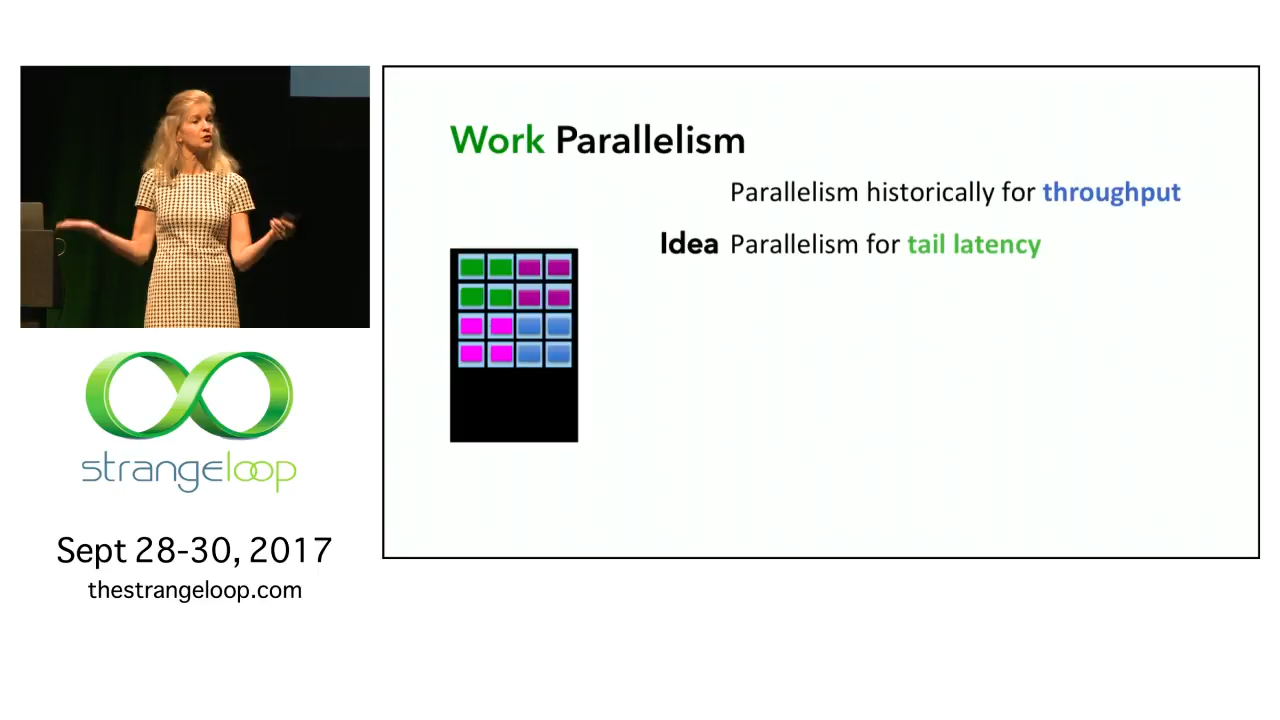 Work Parallelism
Parallelism historically for throughput
Idea Parallelism for tail latency
strangeloop
Sept 28-30, 2017
thestrangeloop.com